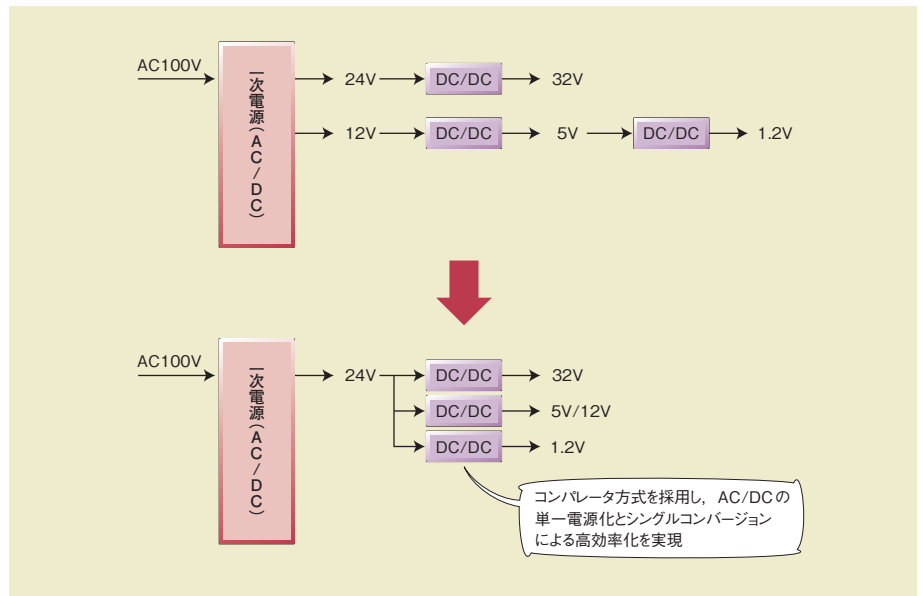 AC100V
一次電源(AC/DC)
24V
DC/DC
32V
12V
DC/DC
5V
DC/DC
1.2V
AC100V
一次電源(AC/DC)
24V
DC/DC
32V
DC/DC
5V/12V
DC/DC
1.2V
コンパレータ方式を採用し，AC/DCの
単一電源化とシングルコンバージョン
による高効率化を実現